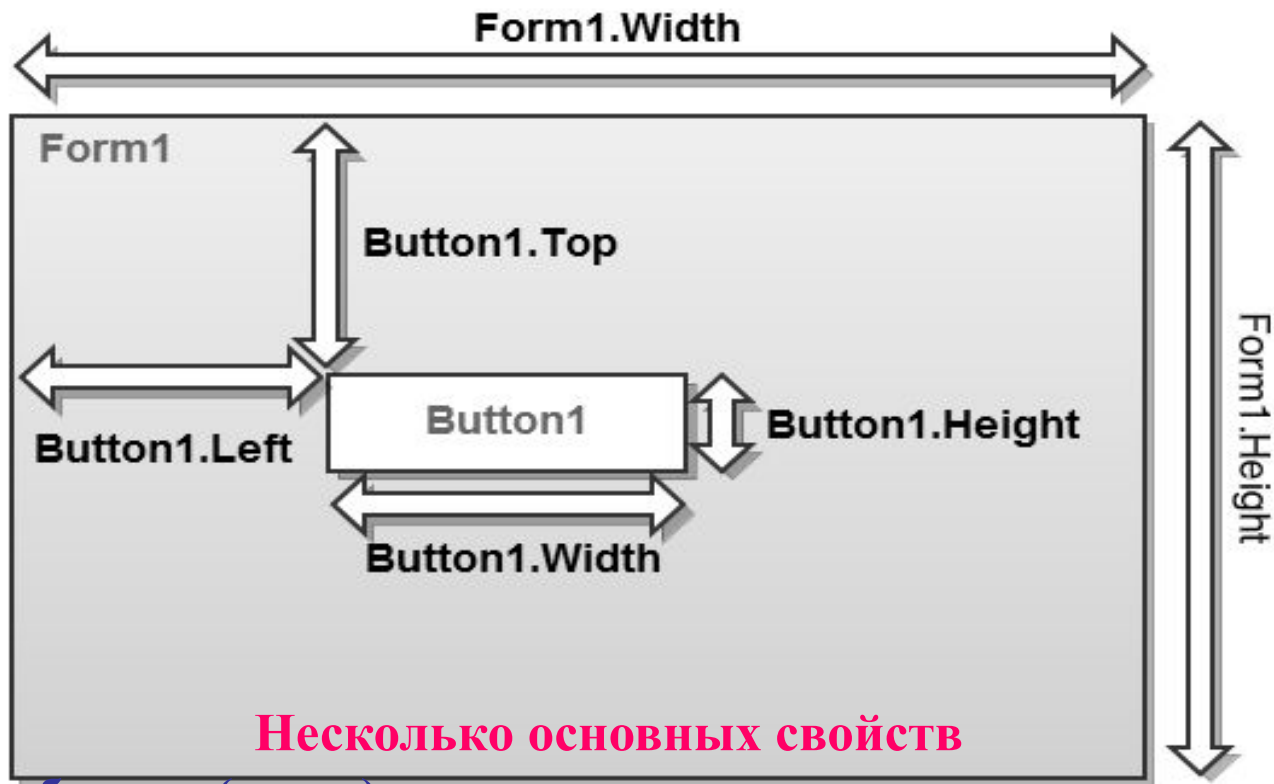 Form1.Width
Form1
Button1.Top
Button1.Left
Button1
Button1.Height
Button1.Width
Form1.Height
Несколько основных свойств